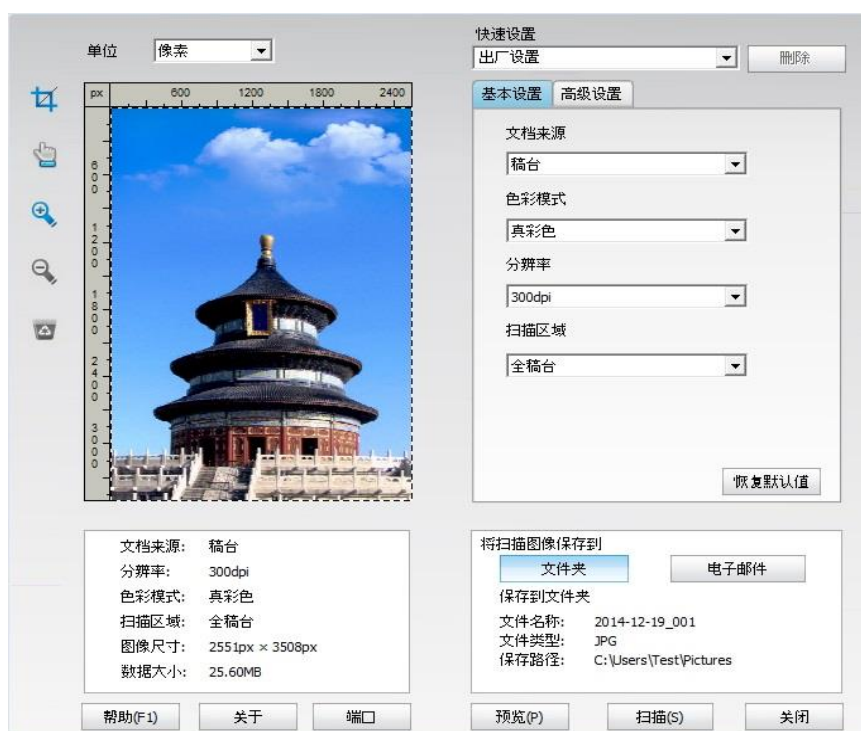 单位 像素
快速设置
出厂设置 删除
px 600 1200 1800 2400
600
1200
1800
2400
3000
基本设置 高级设置
文档来源
稿台
色彩模式
真彩色
分辨率
300dpi
扫描区域
全稿台
恢复默认值
文档来源: 稿台
分辨率: 300dpi
色彩模式: 真彩色
扫描区域: 全稿台
图像尺寸: 2551px × 3508px
数据大小: 25.60MB
将扫描图像保存到
文件夹 电子邮件
保存到文件夹
文件名称: 2014-12-19_001
文件类型: JPG
保存路径: C:\Users\Test\Pictures
帮助(F1) 关于 端口 预览(P) 扫描(S) 关闭